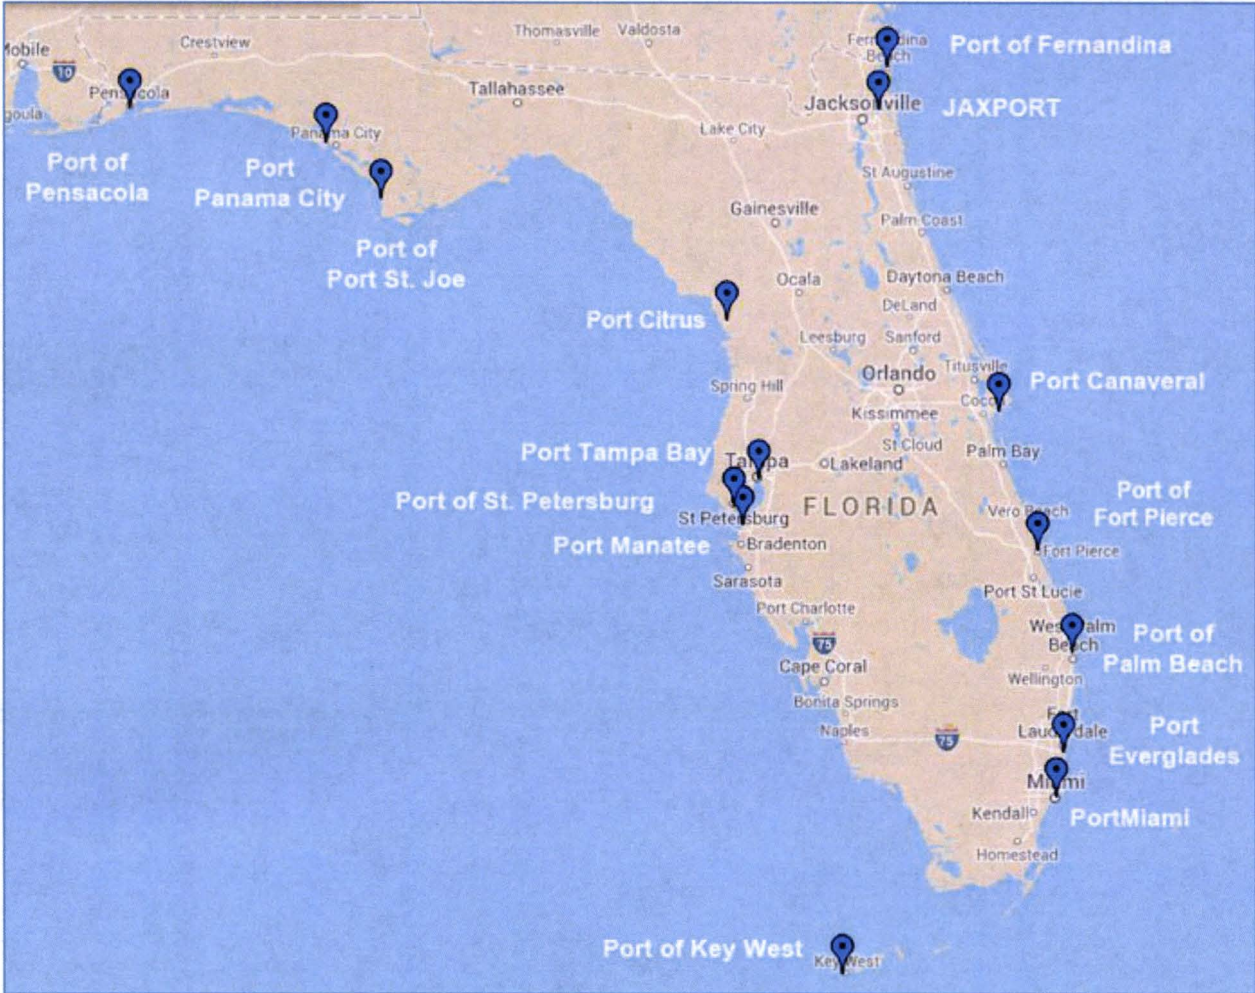 Thomasville
Valdosta
Crestview
Mobile
10
Pensacola
goula
Tallahassee
Panama City
Lake City
Fernandina
Beach
Port of Fernandina
Jacksonville
JAXPORT
Port of
Pensacola
Port
Panama City
Port of
Port St. Joe
St Augustine
Gainesville
Palm Coast
Ocala
Daytona Beach
DeLand
Port Citrus
Leesburg
Sanford
Titusville
Orlando
Spring Hill
Cocoa
Port Canaveral
Kissimmee
St Cloud
Palm Bay
Port Tampa Bay
Tampa
Lakeland
Port of St. Petersburg
FLORIDA
Vero Beach
Port of
Fort Pierce
St Petersburg
Port Manatee
Bradenton
Fort Pierce
Sarasota
Port St Lucie
Port Charlotte
75
West Palm
Beach
Port of
Palm Beach
Cape Coral
Wellington
Bonita Springs
Naples
75
Fort
Lauderdale
Port
Everglades
Miami
Kendall
PortMiami
Homestead
Port of Key West
Key West